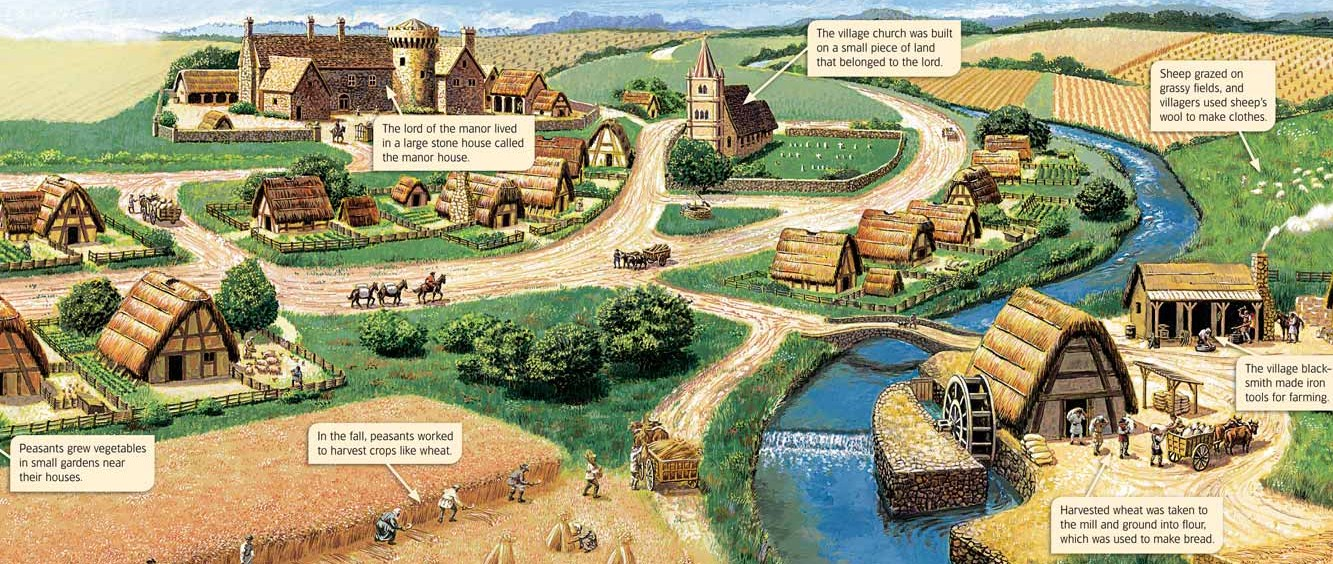 The village church was built
on a small piece of land
that belonged to the lord.
Sheep grazed on
grassy fields, and
villagers used sheep's
wool to make clothes.
The lord of the manor lived
in a large stone house called
the manor house.
The village black-
smith made iron
tools for farming.
Peasants grew vegetables
in small gardens near
their houses.
In the fall, peasants worked
to harvest crops like wheat.
Harvested wheat was taken to
the mill and ground into flour,
which was used to make bread.